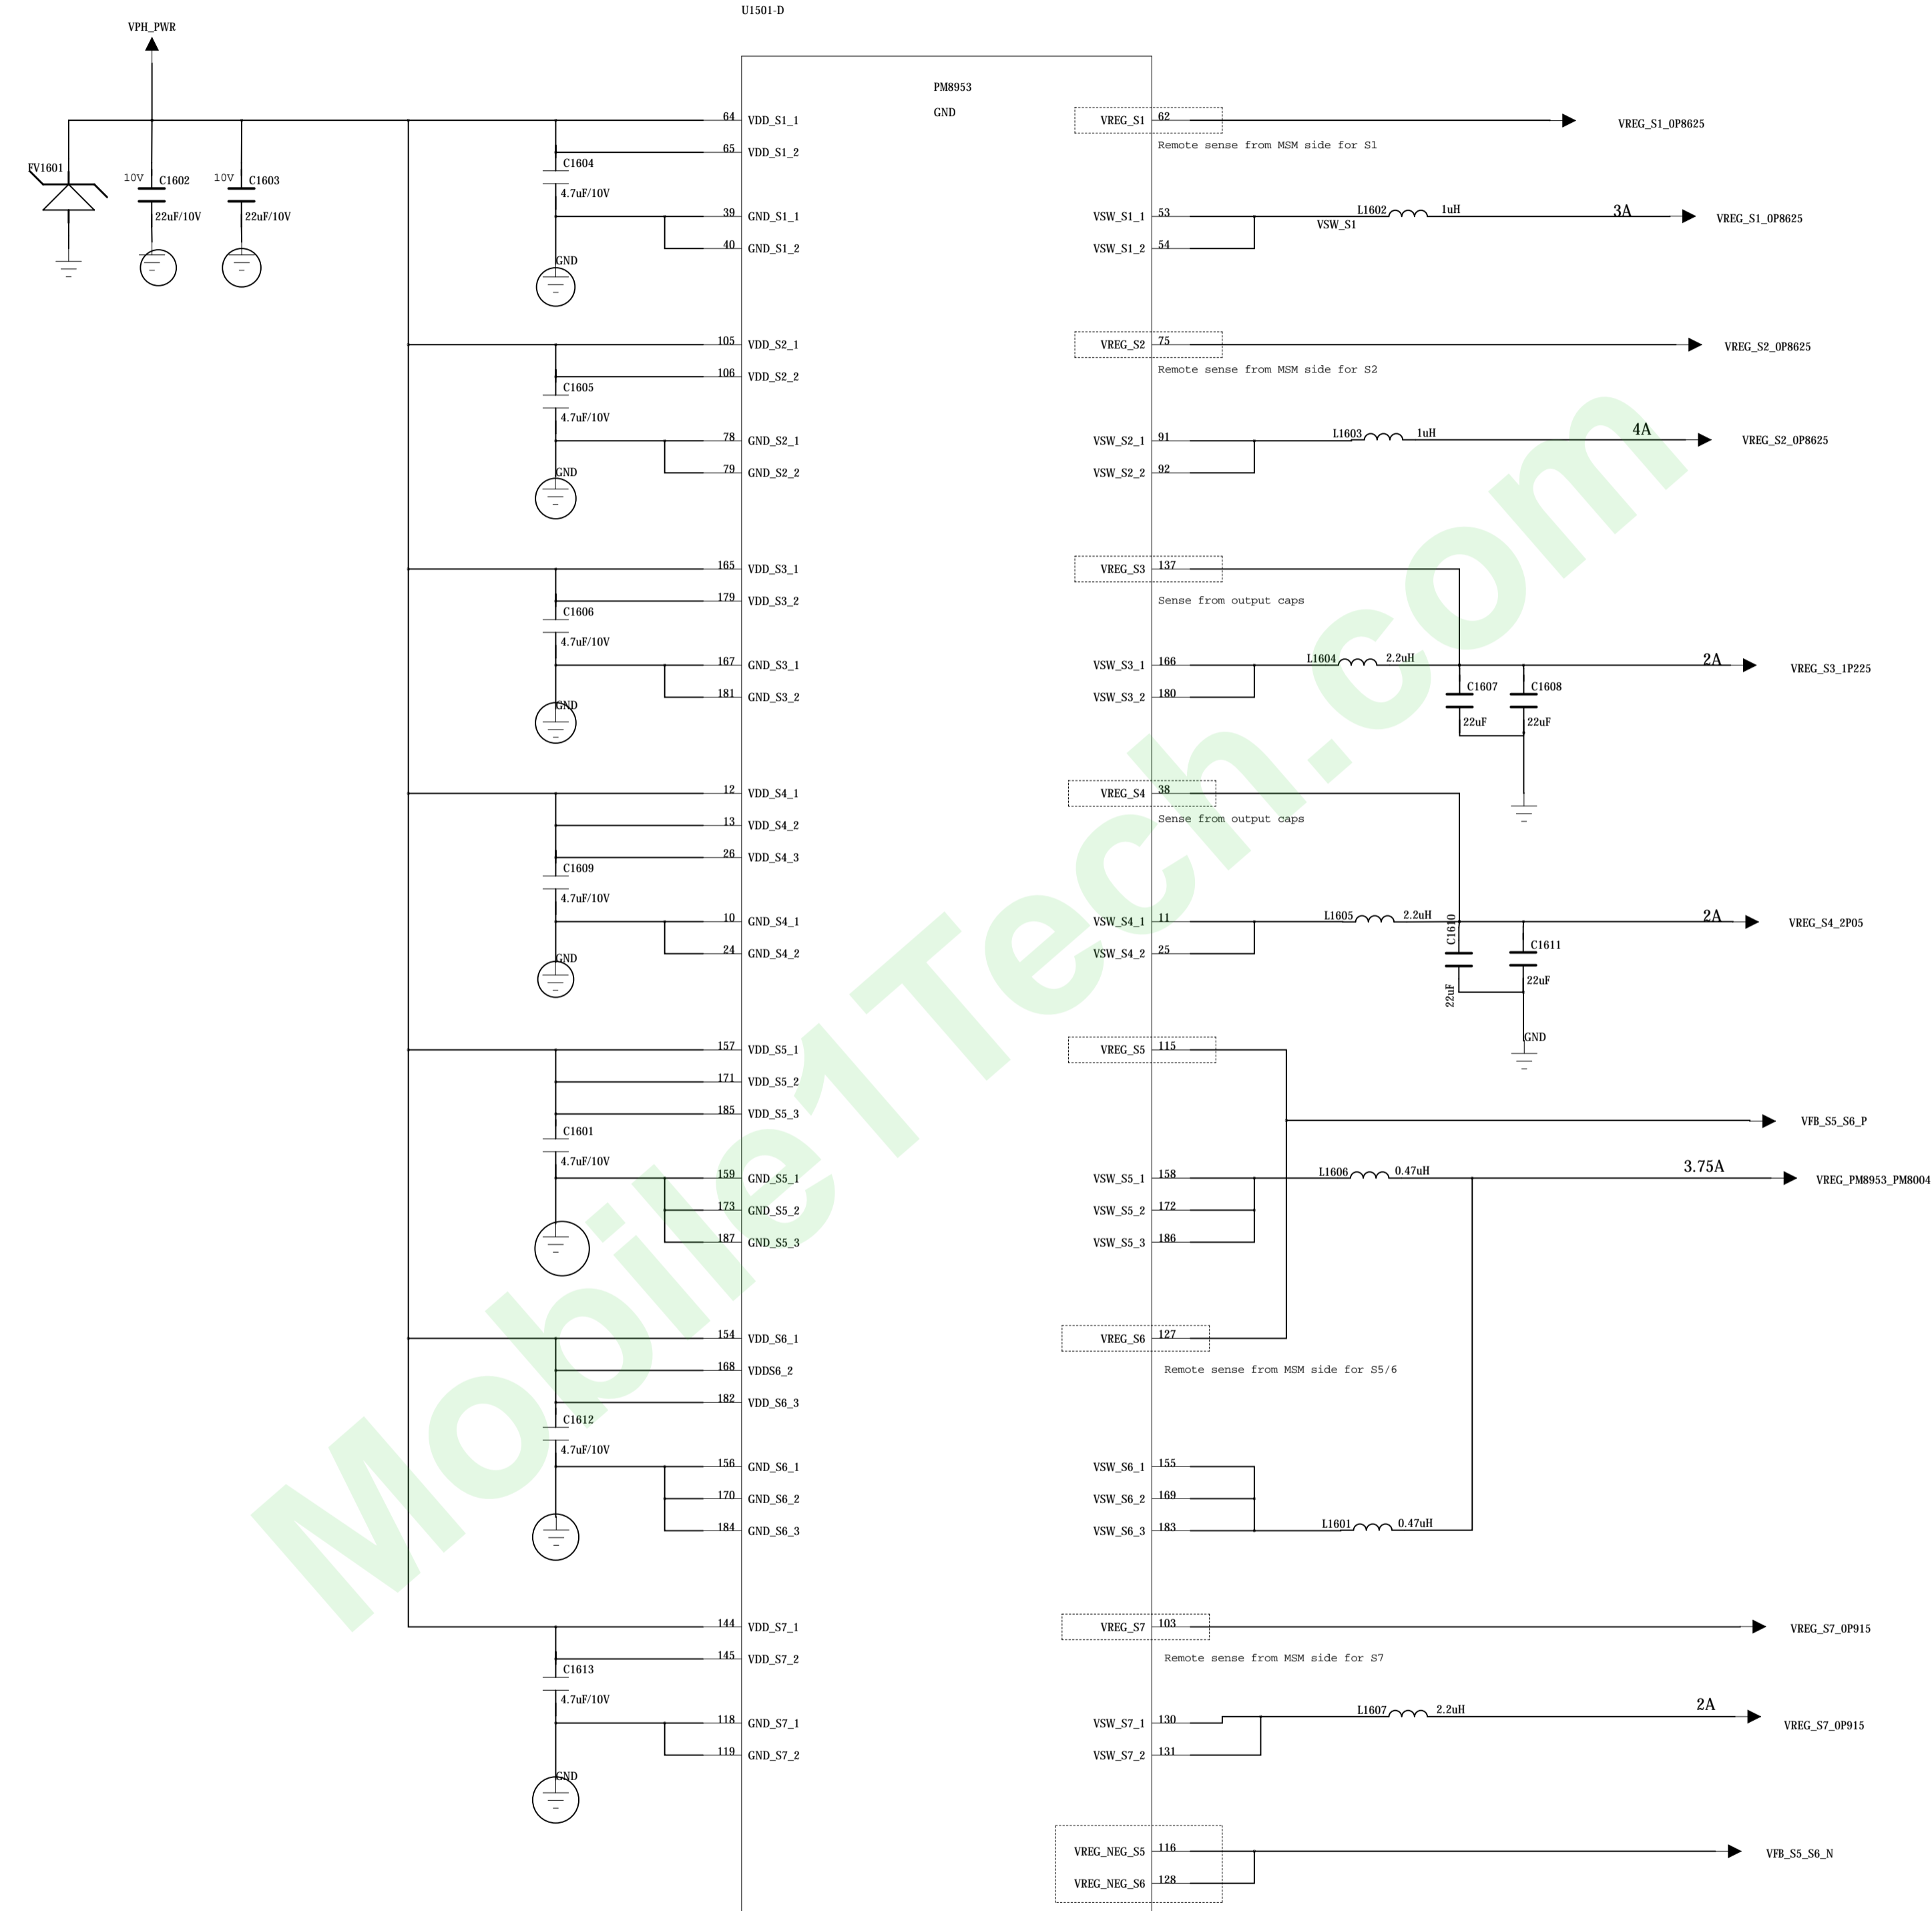 U1501-D
VPH_PWR
PM8953
GND
64 VDD_S1_1
VREG_S1 62
VREG_S1_0P8625
Remote sense from MSM side for S1
65 VDD_S1_2
C1604
4.7uF/10V
FV1601
10V C1602
22uF/10V
10V C1603
22uF/10V
39 GND_S1_1
VSW_S1_1 53
L1602 1uH
VSW_S1
3A
VREG_S1_0P8625
40 GND_S1_2
VSW_S1_2 54
GND
105 VDD_S2_1
VREG_S2 75
VREG_S2_0P8625
106 VDD_S2_2
Remote sense from MSM side for S2
C1605
4.7uF/10V
78 GND_S2_1
VSW_S2_1 91
L1603 1uH
4A
VREG_S2_0P8625
79 GND_S2_2
VSW_S2_2 92
GND
165 VDD_S3_1
VREG_S3 137
179 VDD_S3_2
Sense from output caps
C1606
4.7uF/10V
167 GND_S3_1
VSW_S3_1 166
L1604 2.2uH
2A
VREG_S3_1P225
181 GND_S3_2
VSW_S3_2 180
C1607
22uF
C1608
22uF
GND
12 VDD_S4_1
VREG_S4 38
13 VDD_S4_2
Sense from output caps
26 VDD_S4_3
C1609
4.7uF/10V
10 GND_S4_1
VSW_S4_1 11
L1605 2.2uH
2A
VREG_S4_2P05
24 GND_S4_2
VSW_S4_2 25
C1610
22uF
C1611
22uF
GND
GND
157 VDD_S5_1
VREG_S5 115
171 VDD_S5_2
185 VDD_S5_3
VFB_S5_S6_P
C1601
4.7uF/10V
159 GND_S5_1
VSW_S5_1 158
L1606 0.47uH
3.75A
VREG_PM8953_PM8004
173 GND_S5_2
VSW_S5_2 172
187 GND_S5_3
VSW_S5_3 186
154 VDD_S6_1
VREG_S6 127
168 VDDS6_2
Remote sense from MSM side for S5/6
182 VDD_S6_3
C1612
4.7uF/10V
156 GND_S6_1
VSW_S6_1 155
170 GND_S6_2
VSW_S6_2 169
184 GND_S6_3
VSW_S6_3 183
L1601 0.47uH
144 VDD_S7_1
VREG_S7 103
VREG_S7_0P915
145 VDD_S7_2
Remote sense from MSM side for S7
C1613
4.7uF/10V
118 GND_S7_1
VSW_S7_1 130
L1607 2.2uH
2A
VREG_S7_0P915
119 GND_S7_2
VSW_S7_2 131
GND
VREG_NEG_S5 116
VFB_S5_S6_N
VREG_NEG_S6 128
Mobile1Tech.com